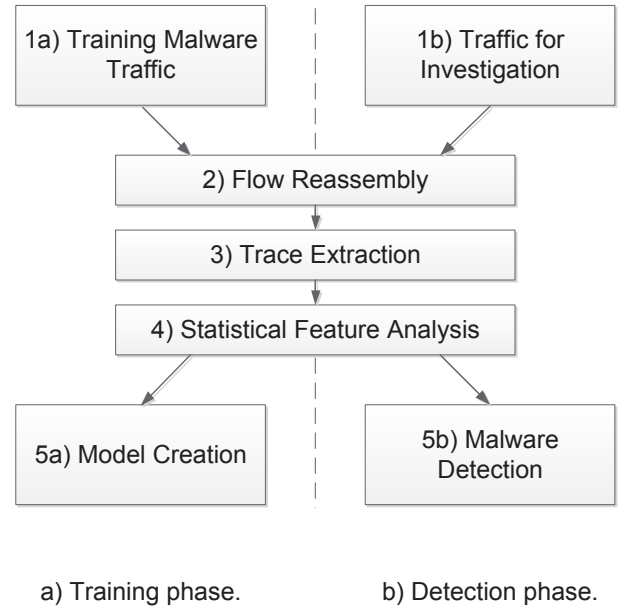 1a) Training Malware
Traffic
1b) Traffic for
Investigation
2) Flow Reassembly
3) Trace Extraction
4) Statistical Feature Analysis
5a) Model Creation
5b) Malware
Detection
a) Training phase.
b) Detection phase.